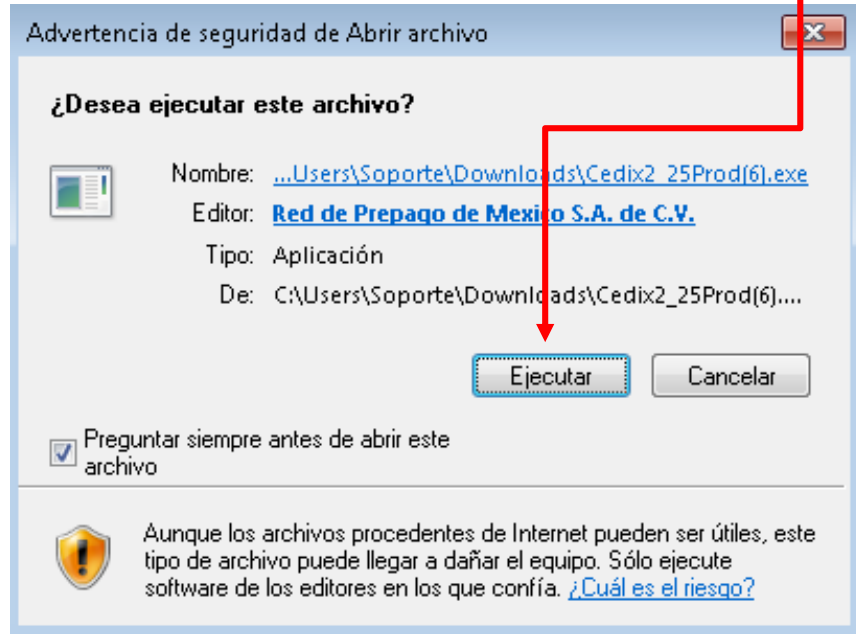 Advertencia de seguridad de Abrir archivo
¿Desea ejecutar este archivo?
Nombre: ...Users\Soporte\Downloads\Cedix2_25Prod(6).exe
Editor: Red de Prepago de Mexico S.A. de C.V.
Tipo: Aplicación
De: C:\Users\Soporte\Downloads\Cedix2_25Prod(6)....
Ejecutar Cancelar
Preguntar siempre antes de abrir este
archivo
Aunque los archivos procedentes de Internet pueden ser útiles, este
tipo de archivo puede llegar a dañar el equipo. Sólo ejecute
software de los editores en los que confía. ¿Cuál es el riesgo?